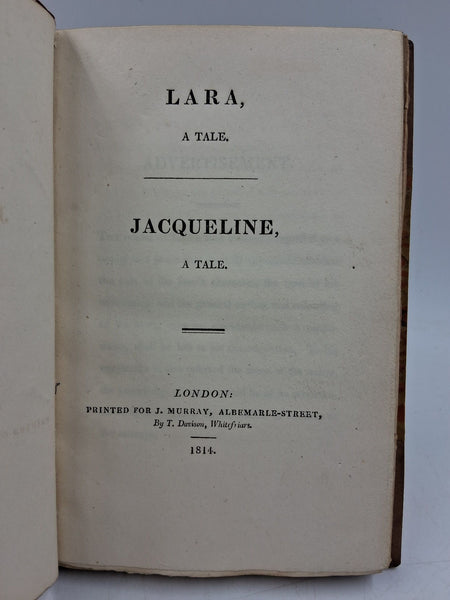 LARA,
A TALE.
JACQUELINE,
A TALE.
LONDON:
PRINTED FOR J. MURRAY, ALBEMARLE-STREET,
By T. Davison, Whitefriars.
1814.